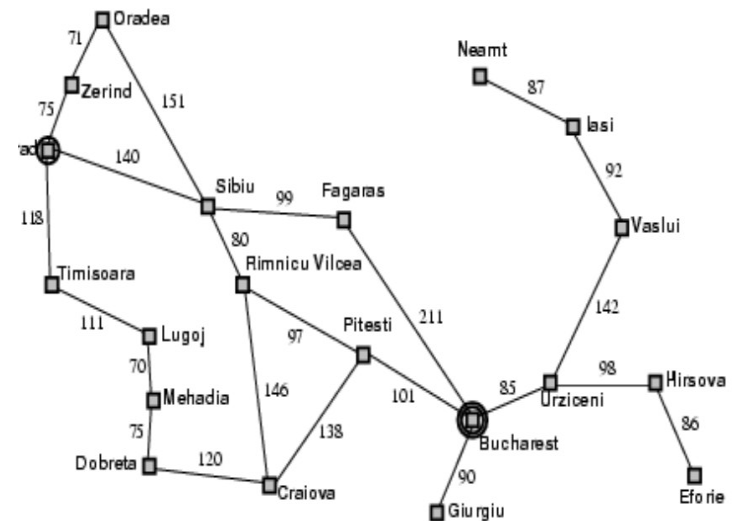 Oradea
71
Neamt
87
Zerind
75
151
Iasi
rad
140
92
Sibiu
99
Fagaras
118
80
Vaslui
Timisoara
Rimnicu Vilcea
111
Lugoj
97
Pitesti
211
142
70
Mehadia
146
101
85
98
Hirsova
Urziceni
75
138
86
Bucharest
Dobreta
120
90
Craiova
Eforie
Giurgiu